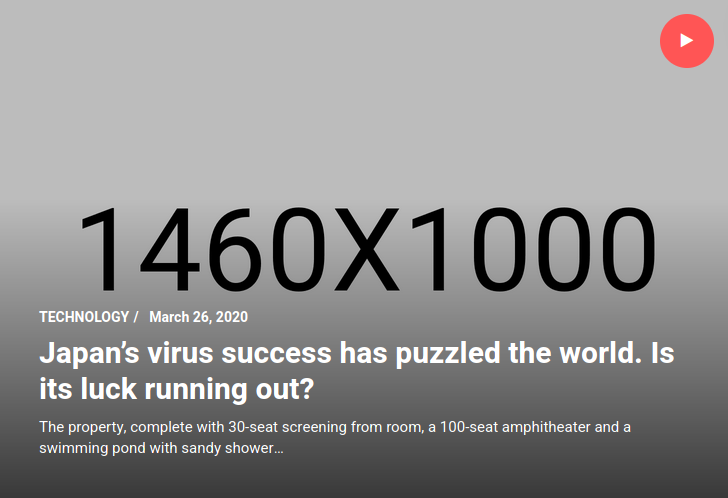 1460X1000
TECHNOLOGY / March 26, 2020
Japan’s virus success has puzzled the world. Is
its luck running out?
The property, complete with 30-seat screening from room, a 100-seat amphitheater and a
swimming pond with sandy shower…